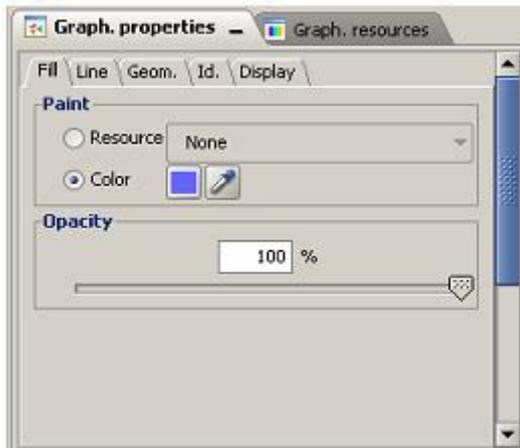 Graph. properties Graph. resources
Fill Line Geom. Id. Display
Paint
Resource None
Color
Opacity
100 %